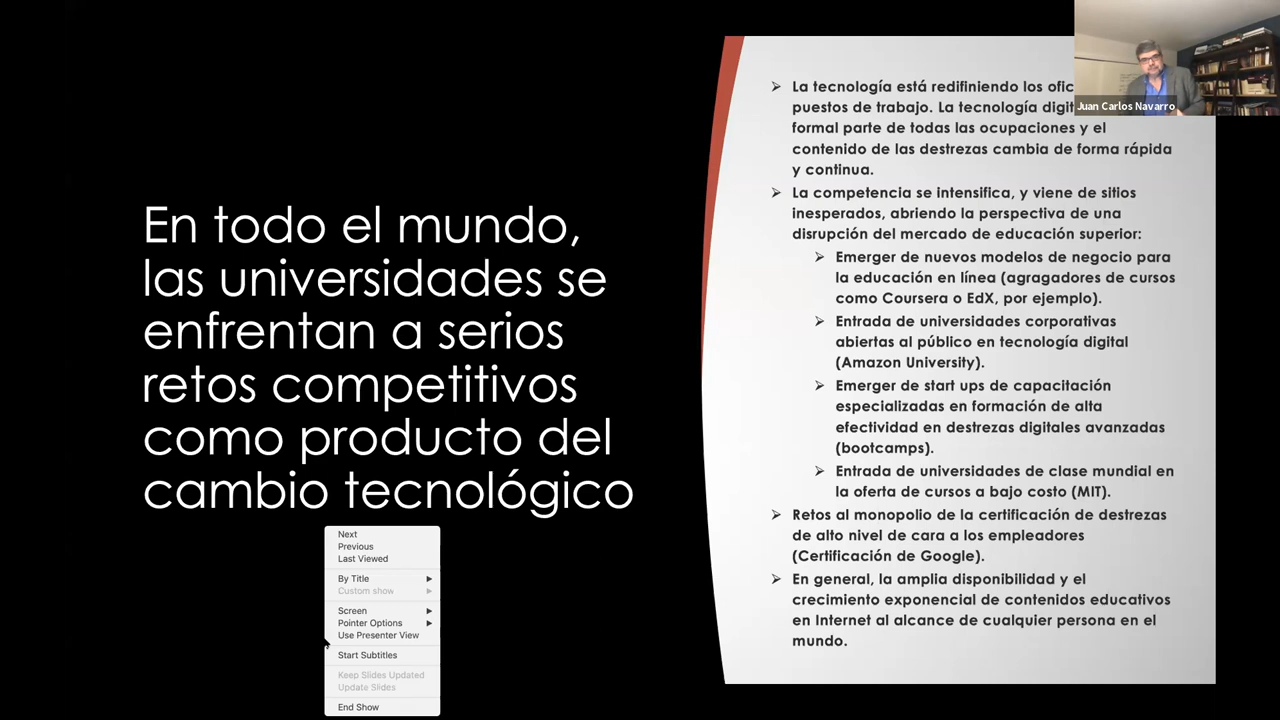 En todo el mundo,
las universidades se
enfrentan a serios
retos competitivos
como producto del
cambio tecnológico
La tecnología está redifiniendo los
puestos de trabajo. La tecnología
formal parte de todas las ocupaciones y el
contenido de las destrezas cambia de forma rápida
y continua.
La competencia se intensifica, y viene de sitios
inesperados, abriendo la perspectiva de una
disrupción del mercado de educación superior:
Emerger de nuevos modelos de negocio para
la educación en línea (agragadores de cursos
como Coursera o EdX, por ejemplo).
Entrada de universidades corporativas
abiertas al público en tecnología digital
(Amazon University).
Emerger de start ups de capacitación
especializadas en formación de alta
efectividad en destrezas digitales avanzadas
(bootcamps).
Entrada de universidades de clase mundial en
la oferta de cursos a bajo costo (MIT).
Retos al monopolio de la certificación de destrezas
de alto nivel de cara a los empleadores
(Certificación de Google).
En general, la amplia disponibilidad y el
crecimiento exponencial de contenidos educativos
en Internet al alcance de cualquier persona en el
mundo.
Juan Carlos Navarro
Next
Previous
Last Viewed
By Title
Custom show
Screen
Pointer Options
Use Presenter View
Start Subtitles
Keep Slides Updated
Update Slides
End Show